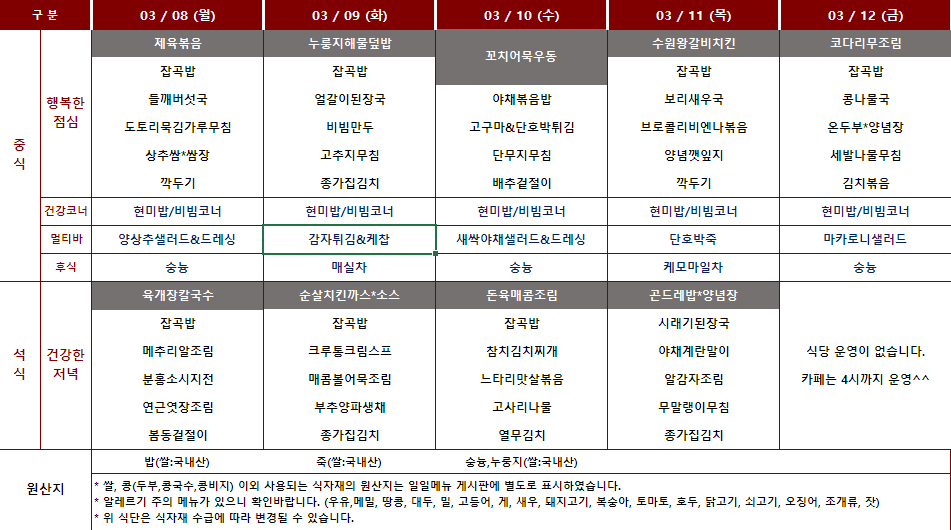 구 분 03 / 08 (월) 03 / 09 (화) 03 / 10 (수) 03 / 11 (목) 03 / 12 (금)
중식
행복한 점심
제육볶음 누룽지해물덮밥 꼬치어묵우동 수원왕갈비치킨 코다리무조림
잡곡밥 잡곡밥 잡곡밥 잡곡밥
들깨버섯국 얼갈이된장국 야채볶음밥 보리새우국 콩나물국
도토리묵김가루무침 비빔만두 고구마&단호박튀김 브로콜리비엔나볶음 온두부*양념장
상추쌈*쌈장 고추지무침 단무지무침 양념깻잎지 세발나물무침
깍두기 종가집김치 배추겉절이 깍두기 김치볶음
건강코너 현미밥/비빔코너 현미밥/비빔코너 현미밥/비빔코너 현미밥/비빔코너 현미밥/비빔코너
멀티바 양상추샐러드&드레싱 감자튀김&케찹 새싹야채샐러드&드레싱 단호박죽 마카로니샐러드
후식 숭늉 매실차 숭늉 케모마일차 숭늉
석식
건강한 저녁
육개장칼국수 순살치킨까스*소스 돈육매콤조림 곤드레밥*양념장
잡곡밥 잡곡밥 잡곡밥 시래기된장국
메추리알조림 크루통크림스프 참치김치찌개 야채계란말이 식당 운영이 없습니다.
분홍소시지전 매콤볼어묵조림 느타리맛살볶음 알감자조림 카페는 4시까지 운영^^
연근엿장조림 부추양파생채 고사리나물 무말랭이무침
봄동겉절이 종가집김치 열무김치 종가집김치
원산지
밥(쌀:국내산) 죽(쌀:국내산) 숭늉,누룽지(쌀:국내산)
* 쌀, 콩(두부,콩국수,콩비지) 이외 사용되는 식자재의 원산지는 일일메뉴 게시판에 별도로 표시하였습니다.
* 알레르기 주의 메뉴가 있으니 확인바랍니다. (우유,메밀, 땅콩, 대두, 밀, 고등어, 게, 새우, 돼지고기, 복숭아, 토마토, 호두, 닭고기, 쇠고기, 오징어, 조개류, 잣)
* 위 식단은 식자재 수급에 따라 변경될 수 있습니다.